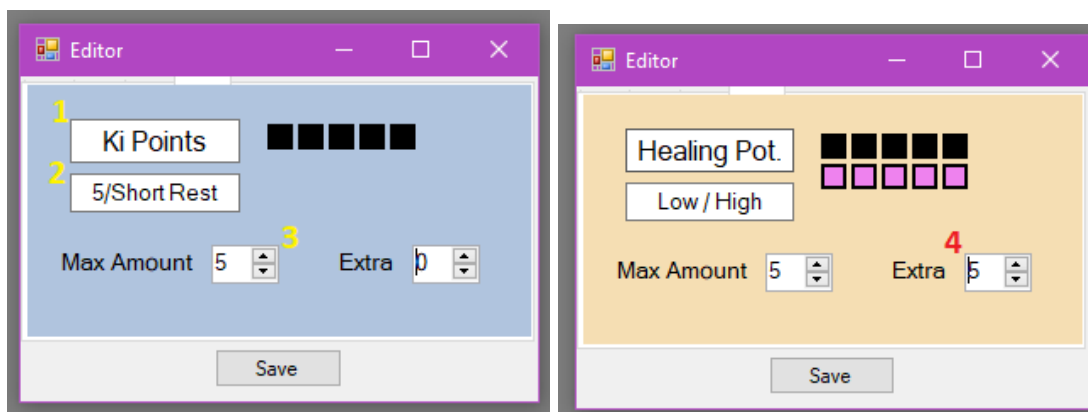 Editor
1
Ki Points
2
5/Short Rest
3
Max Amount 5 Extra 0
Save
Editor
Healing Pot.
Low / High
4
Max Amount 5 Extra 5
Save